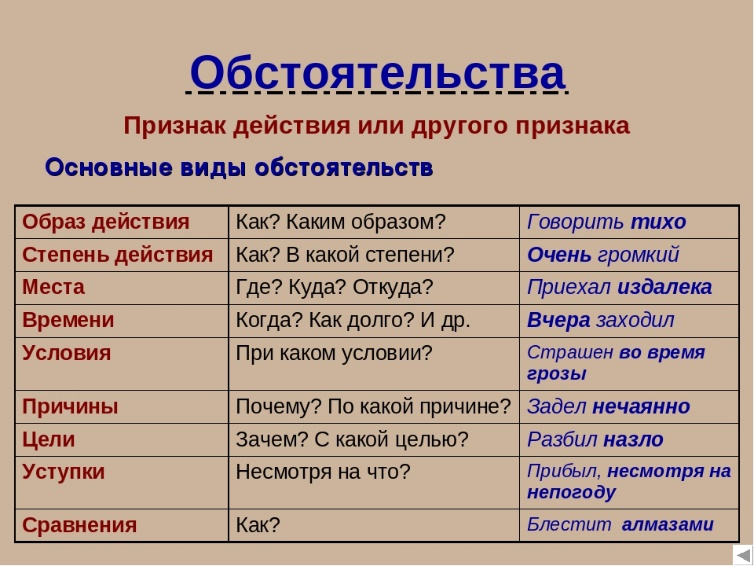 Обстоятельства
Признак действия или другого признака
Основные виды обстоятельств
Образ действия Как? Каким образом? Говорить тихо
Степень действия Как? В какой степени? Очень громкий
Места Где? Куда? Откуда? Приехал издалека
Времени Когда? Как долго? И др. Вчера заходил
Условия При каком условии? Страшен во время
грозы
Причины Почему? По какой причине? Задел нечаянно
Цели Зачем? С какой целью? Разбил назло
Уступки Несмотря на что? Прибыл, несмотря на
непогоду
Сравнения Как? Блестит алмазами